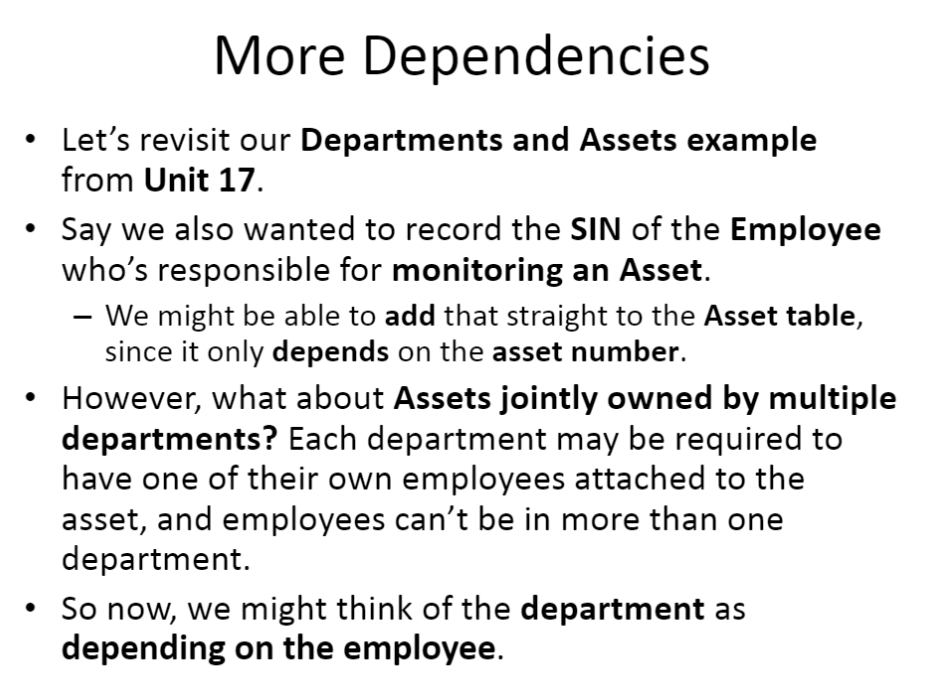 More Dependencies
• Let's revisit our Departments and Assets example
from Unit 17.
• Say we also wanted to record the SIN of the Employee
who's responsible for monitoring an Asset.
– We might be able to add that straight to the Asset table,
since it only depends on the asset number.
• However, what about Assets jointly owned by multiple
departments? Each department may be required to
have one of their own employees attached to the
asset, and employees can't be in more than one
department.
• So now, we might think of the department as
depending on the employee.